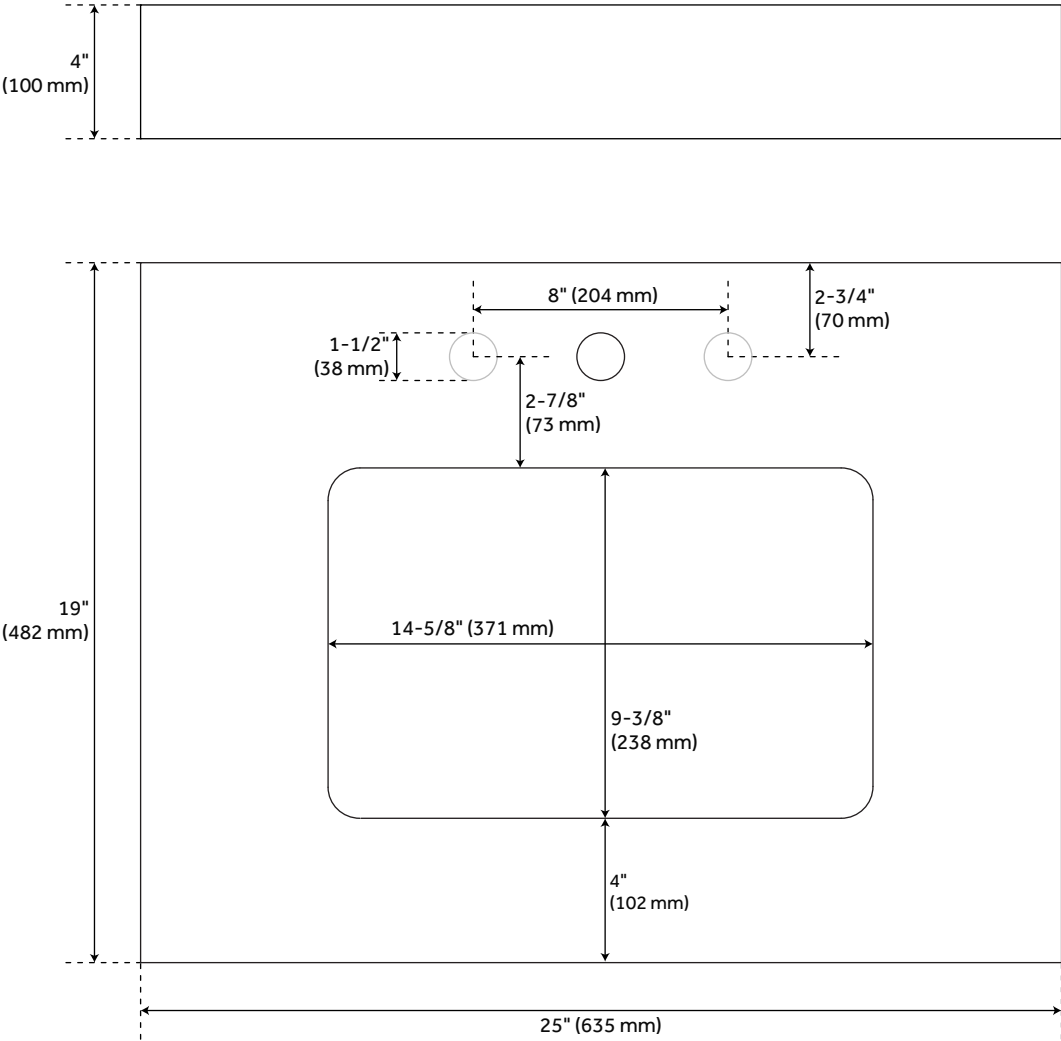 4"
(100 mm)
8" (204 mm)
2-3/4"
(70 mm)
1-1/2"
(38 mm)
2-7/8"
(73 mm)
19"
(482 mm)
14-5/8" (371 mm)
9-3/8"
(238 mm)
4"
(102 mm)
25" (635 mm)